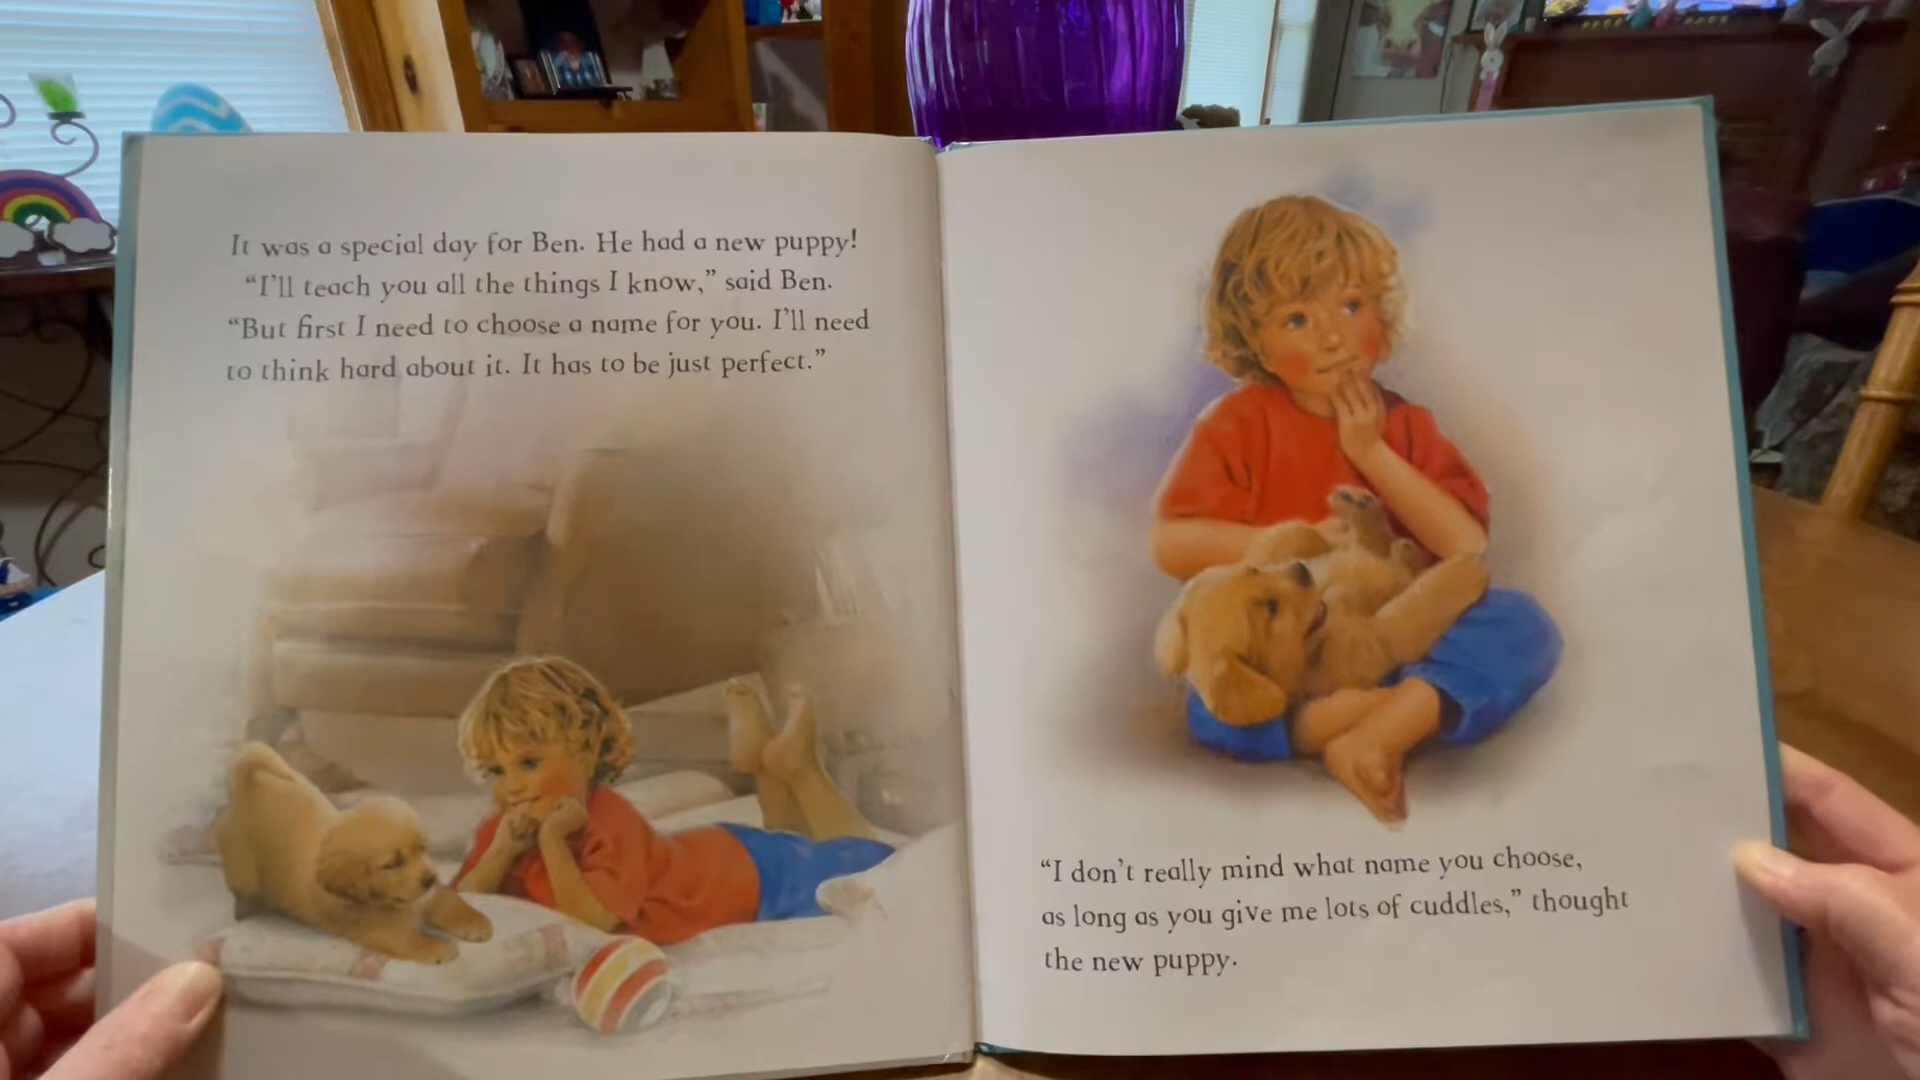 It was a special day for Ben. He had a new puppy!
“I’ll teach you all the things I know,” said Ben.
“But first I need to choose a name for you. I’ll need
to think hard about it. It has to be just perfect.”
“I don’t really mind what name you choose,
as long as you give me lots of cuddles,” thought
the new puppy.